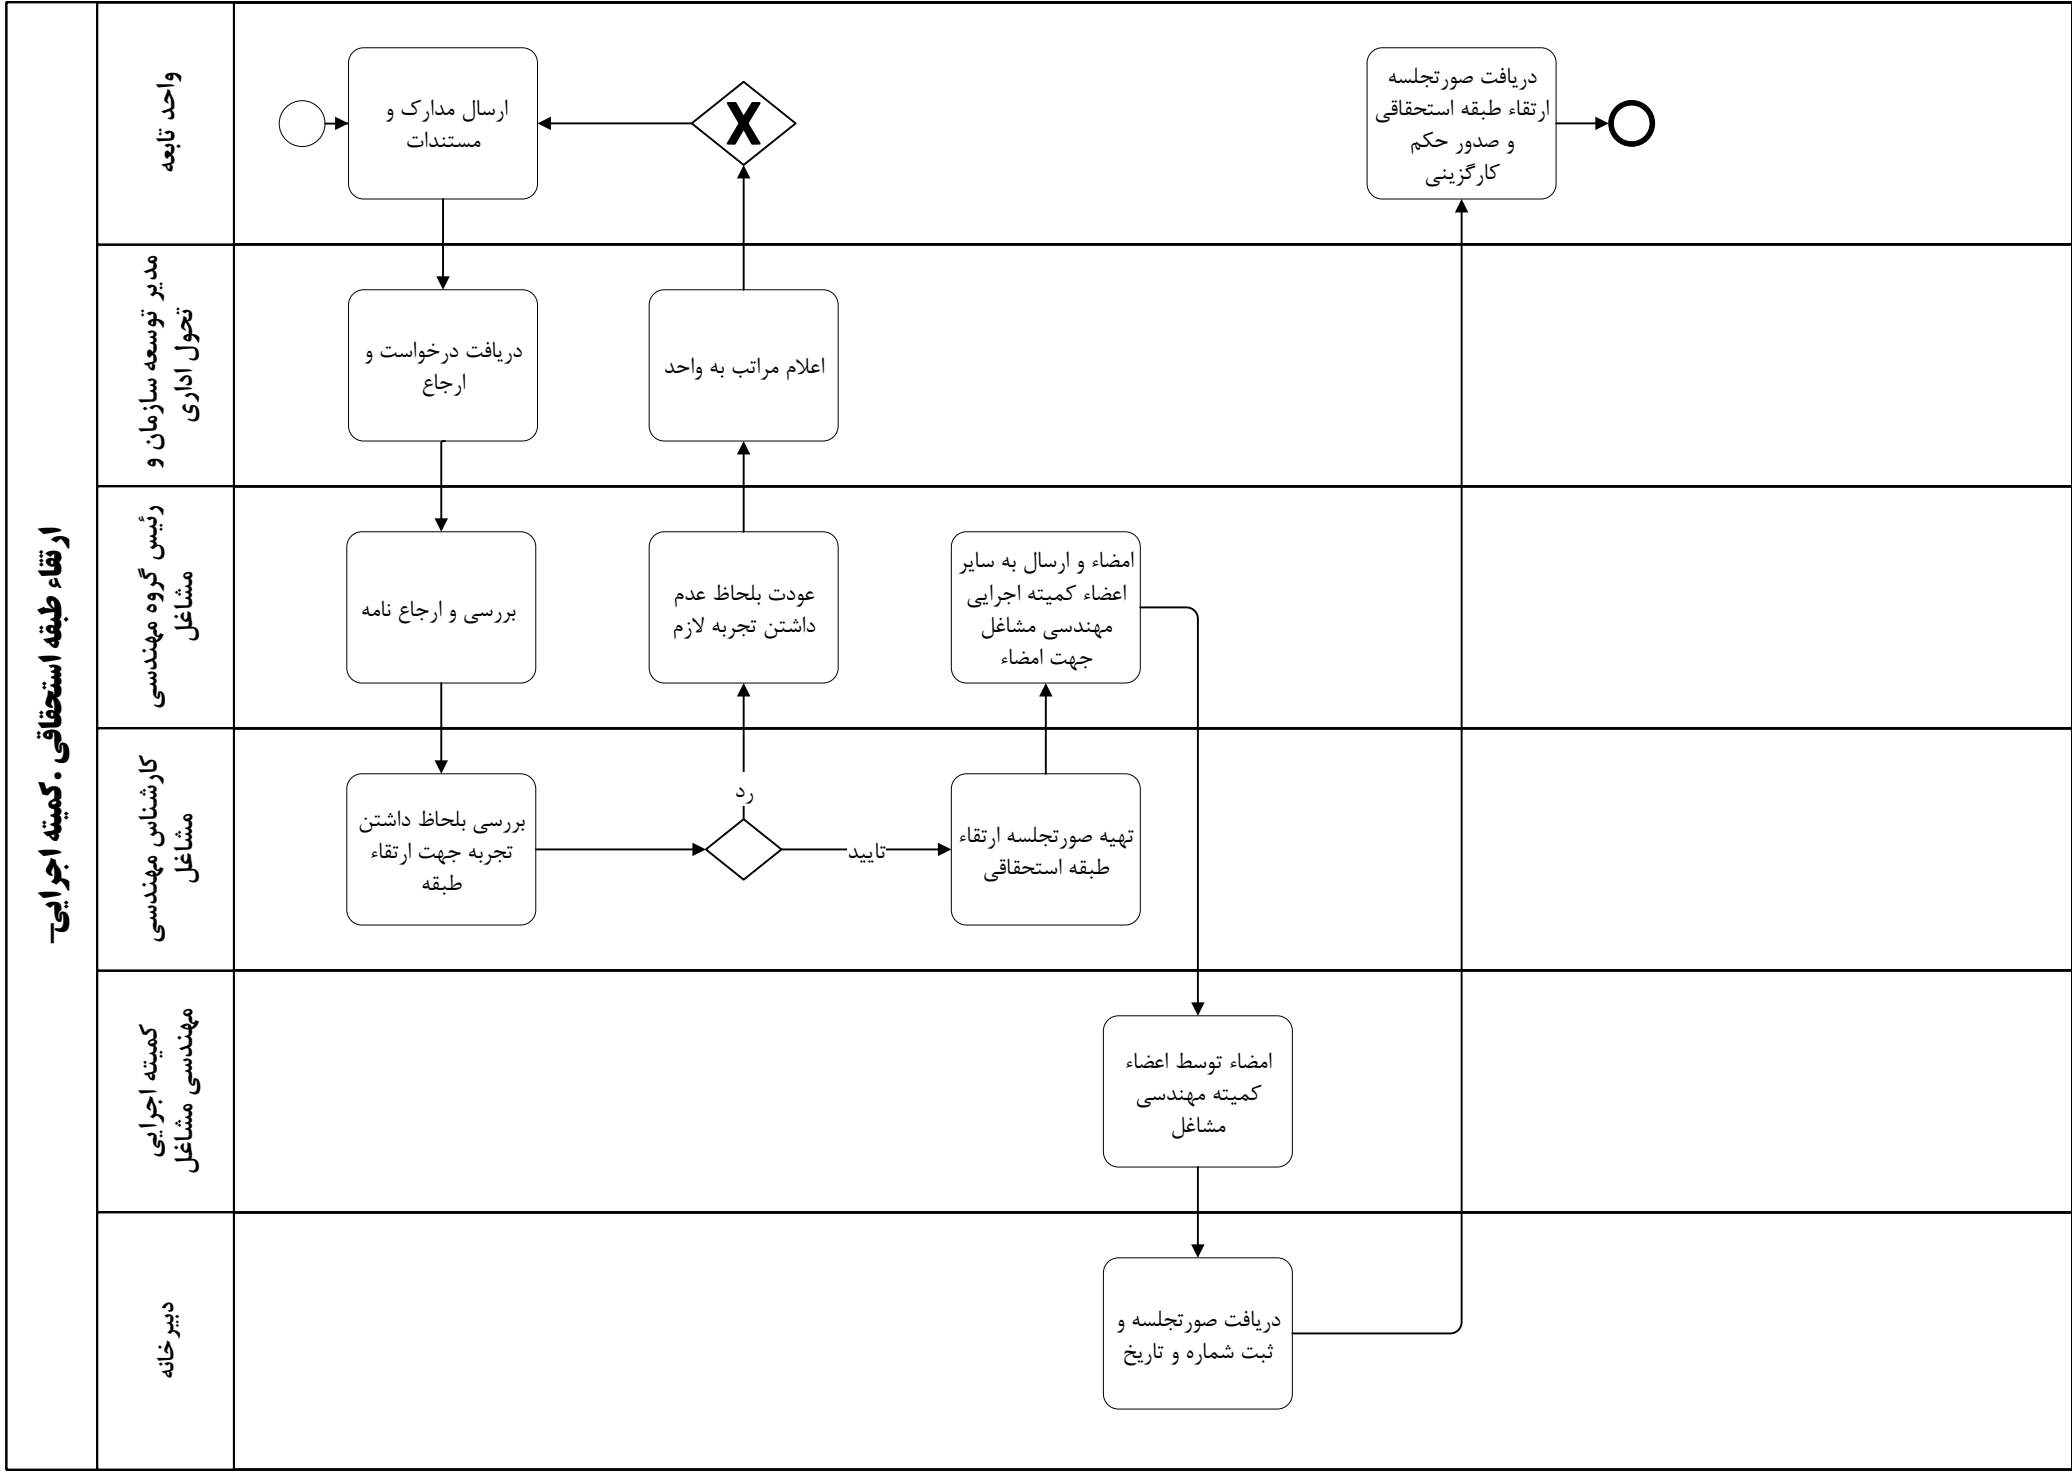 ارتقاء طبقه استحقاقی . کمیته اجرایی
واحد تابعه
ارسال مدارک و
مستندات
X
دریافت صورتجلسه
ارتقاء طبقه استحقاقی
و صدور حکم
کارگزینی
مدیر توسعه سازمان و
تحول اداری
دریافت درخواست و
ارجاع
اعلام مراتب به واحد
رئیس گروه مهندسی
مشاغل
بررسی و ارجاع نامه
عودت بلحاظ عدم
داشتن تجربه لازم
امضاء و ارسال به سایر
اعضاء کمیته اجرایی
مهندسی مشاغل
جهت امضاء
کارشناس مهندسی
مشاغل
بررسی بلحاظ داشتن
تجربه جهت ارتقاء
طبقه
رد
تایید
تهیه صورتجلسه ارتقاء
طبقه استحقاقی
کمیته اجرایی
مهندسی مشاغل
امضاء توسط اعضاء
کمیته مهندسی
مشاغل
دبیرخانه
دریافت صورتجلسه و
ثبت شماره و تاریخ